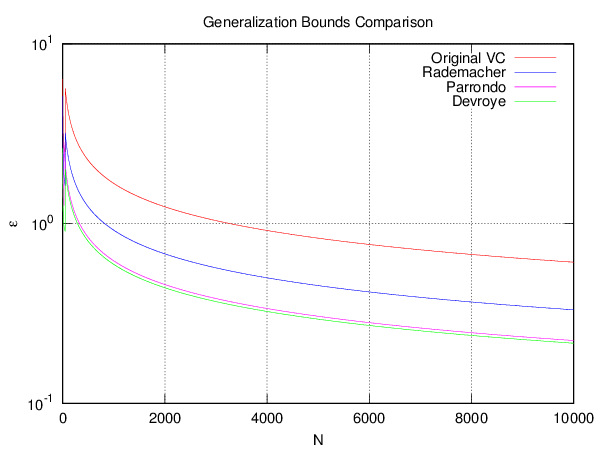 Generalization Bounds Comparison
Original VC
Rademacher
Parrondo
Devroye
10^1
10^0
10^-1
ε
0 2000 4000 6000 8000 10000
N